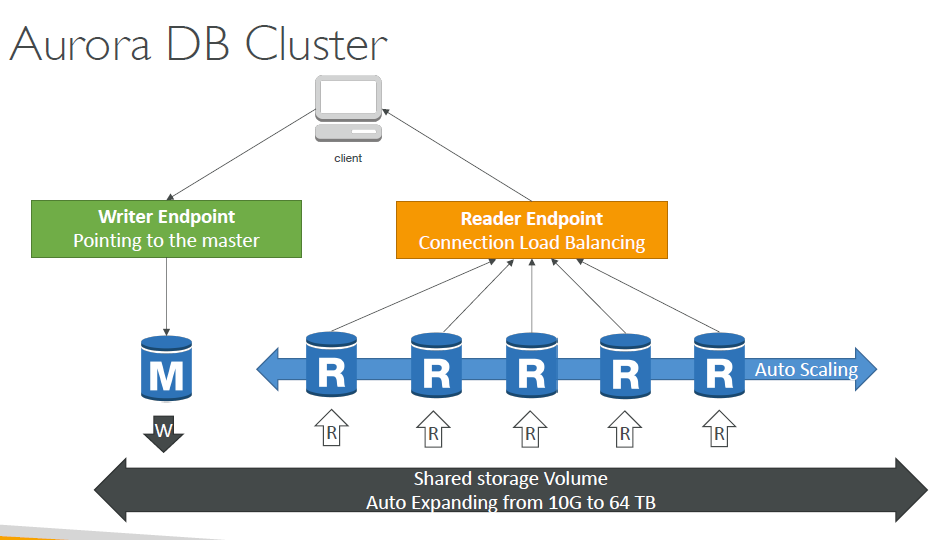 Aurora DB Cluster
client
Writer Endpoint
Pointing to the master
Reader Endpoint
Connection Load Balancing
M
R
R
R
R
R
Auto Scaling
W
R
R
R
R
R
Shared storage Volume
Auto Expanding from 10G to 64 TB